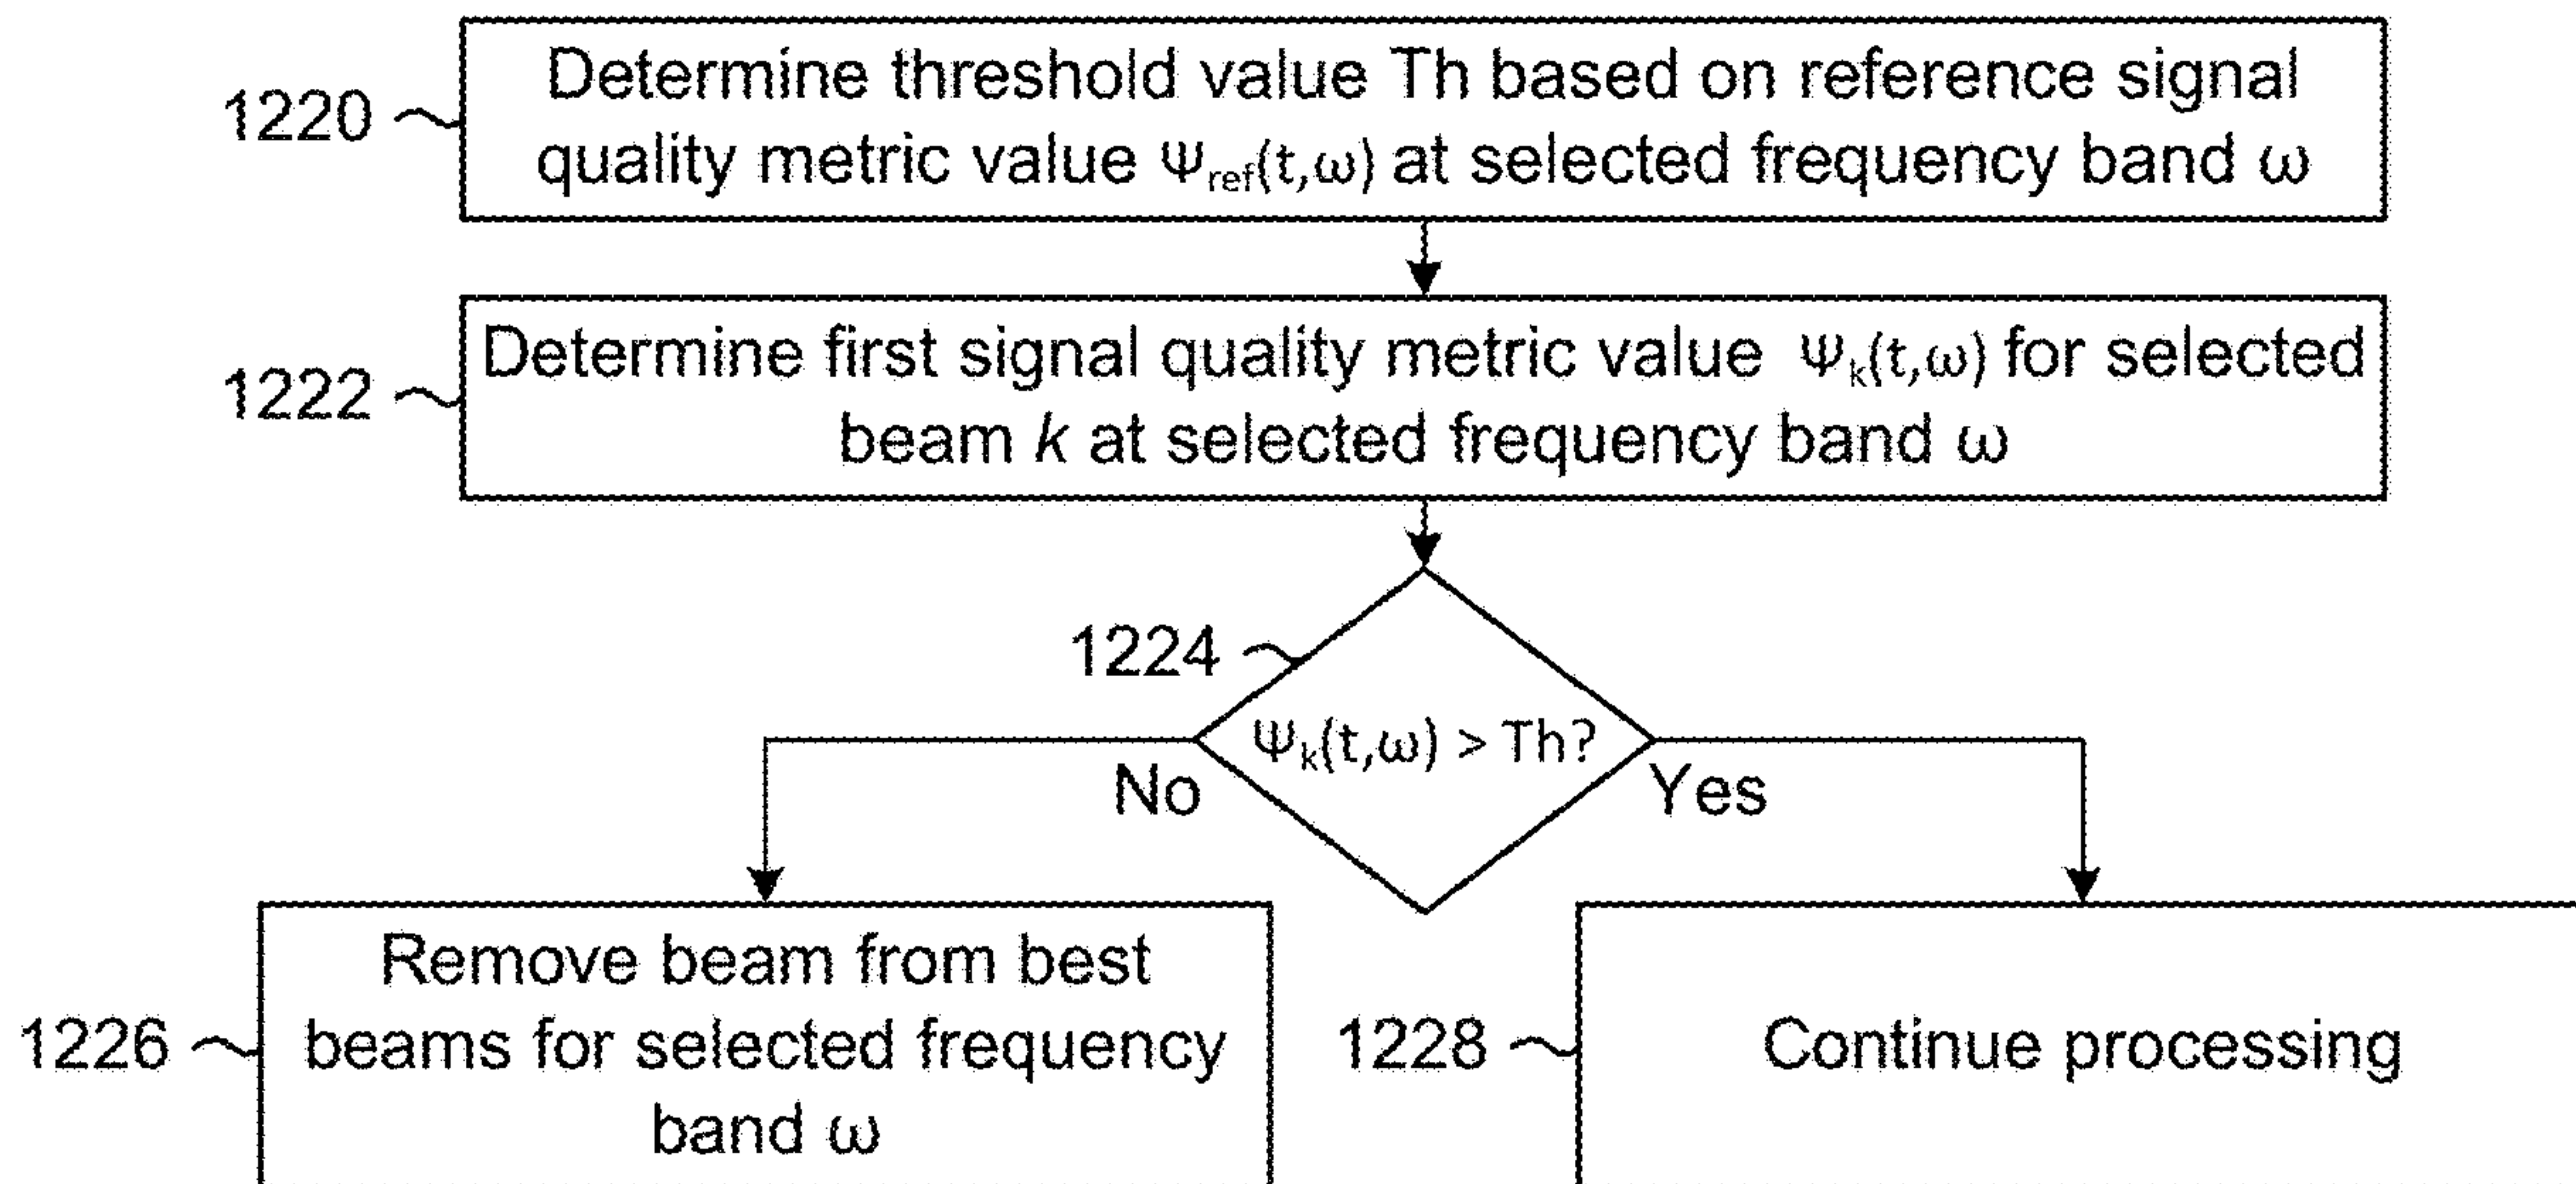 1220
Determine threshold value Th based on reference signal
quality metric value Ψref(t,ω) at selected frequency band ω
1222
Determine first signal quality metric value Ψk(t,ω) for selected
beam k at selected frequency band ω
1224
Ψk(t,ω) > Th?
No
Yes
1226
Remove beam from best
beams for selected frequency
band ω
1228
Continue processing